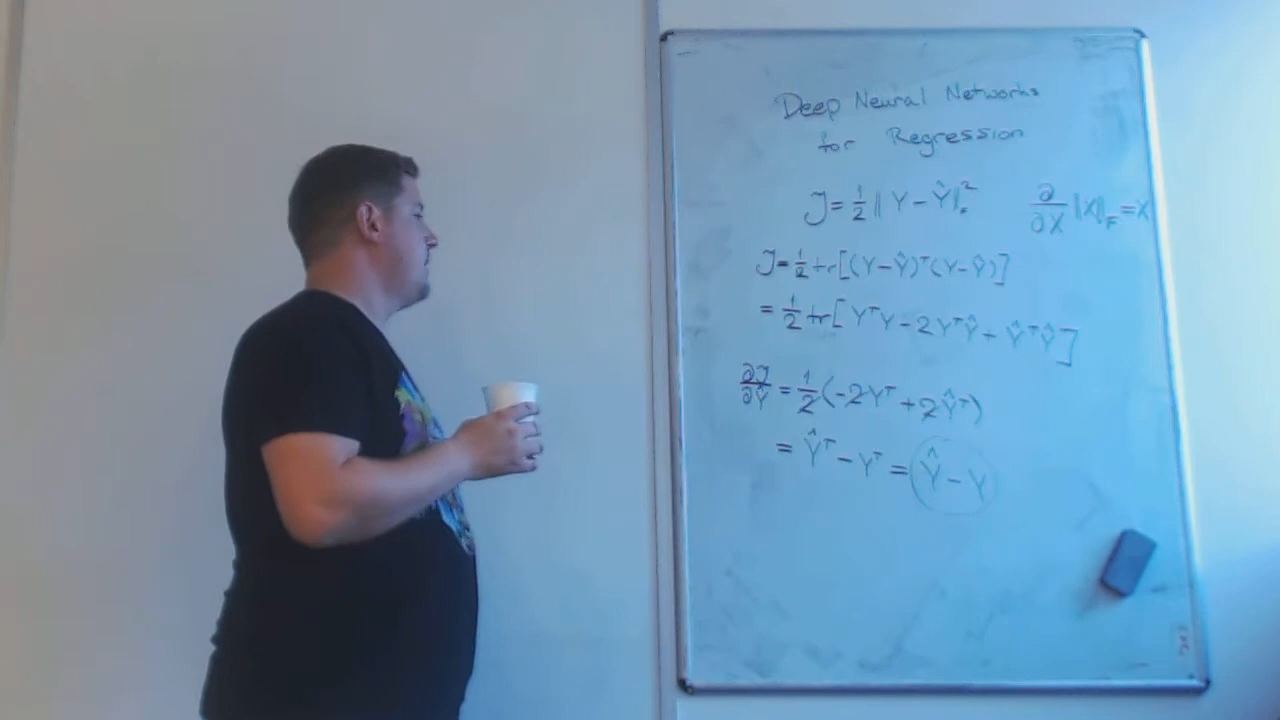 Deep Neural Networks
for Regression
J = 1/2 ‖ Y − Ŷ |²_F    ∂/∂X ‖X‖_F = X
J = 1/2 tr[(Y − Ŷ)ᵀ(Y − Ŷ)]
= 1/2 tr[YᵀY − 2YᵀŶ + ŶᵀŶ]
∂J/∂Ŷ = 1/2(−2Yᵀ + 2Ŷᵀ)
= Ŷᵀ − Yᵀ = Ŷ − Y